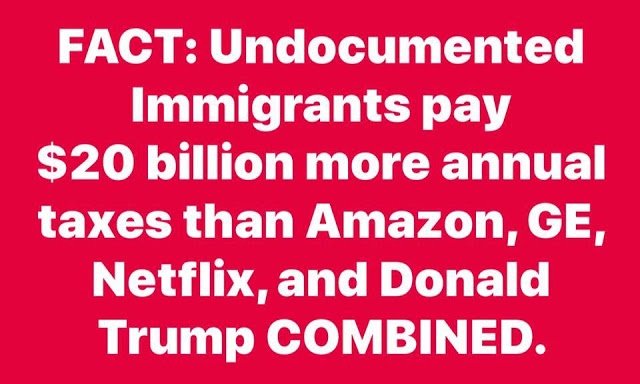 FACT: Undocumented
Immigrants pay
$20 billion more annual
taxes than Amazon, GE,
Netflix, and Donald
Trump COMBINED.